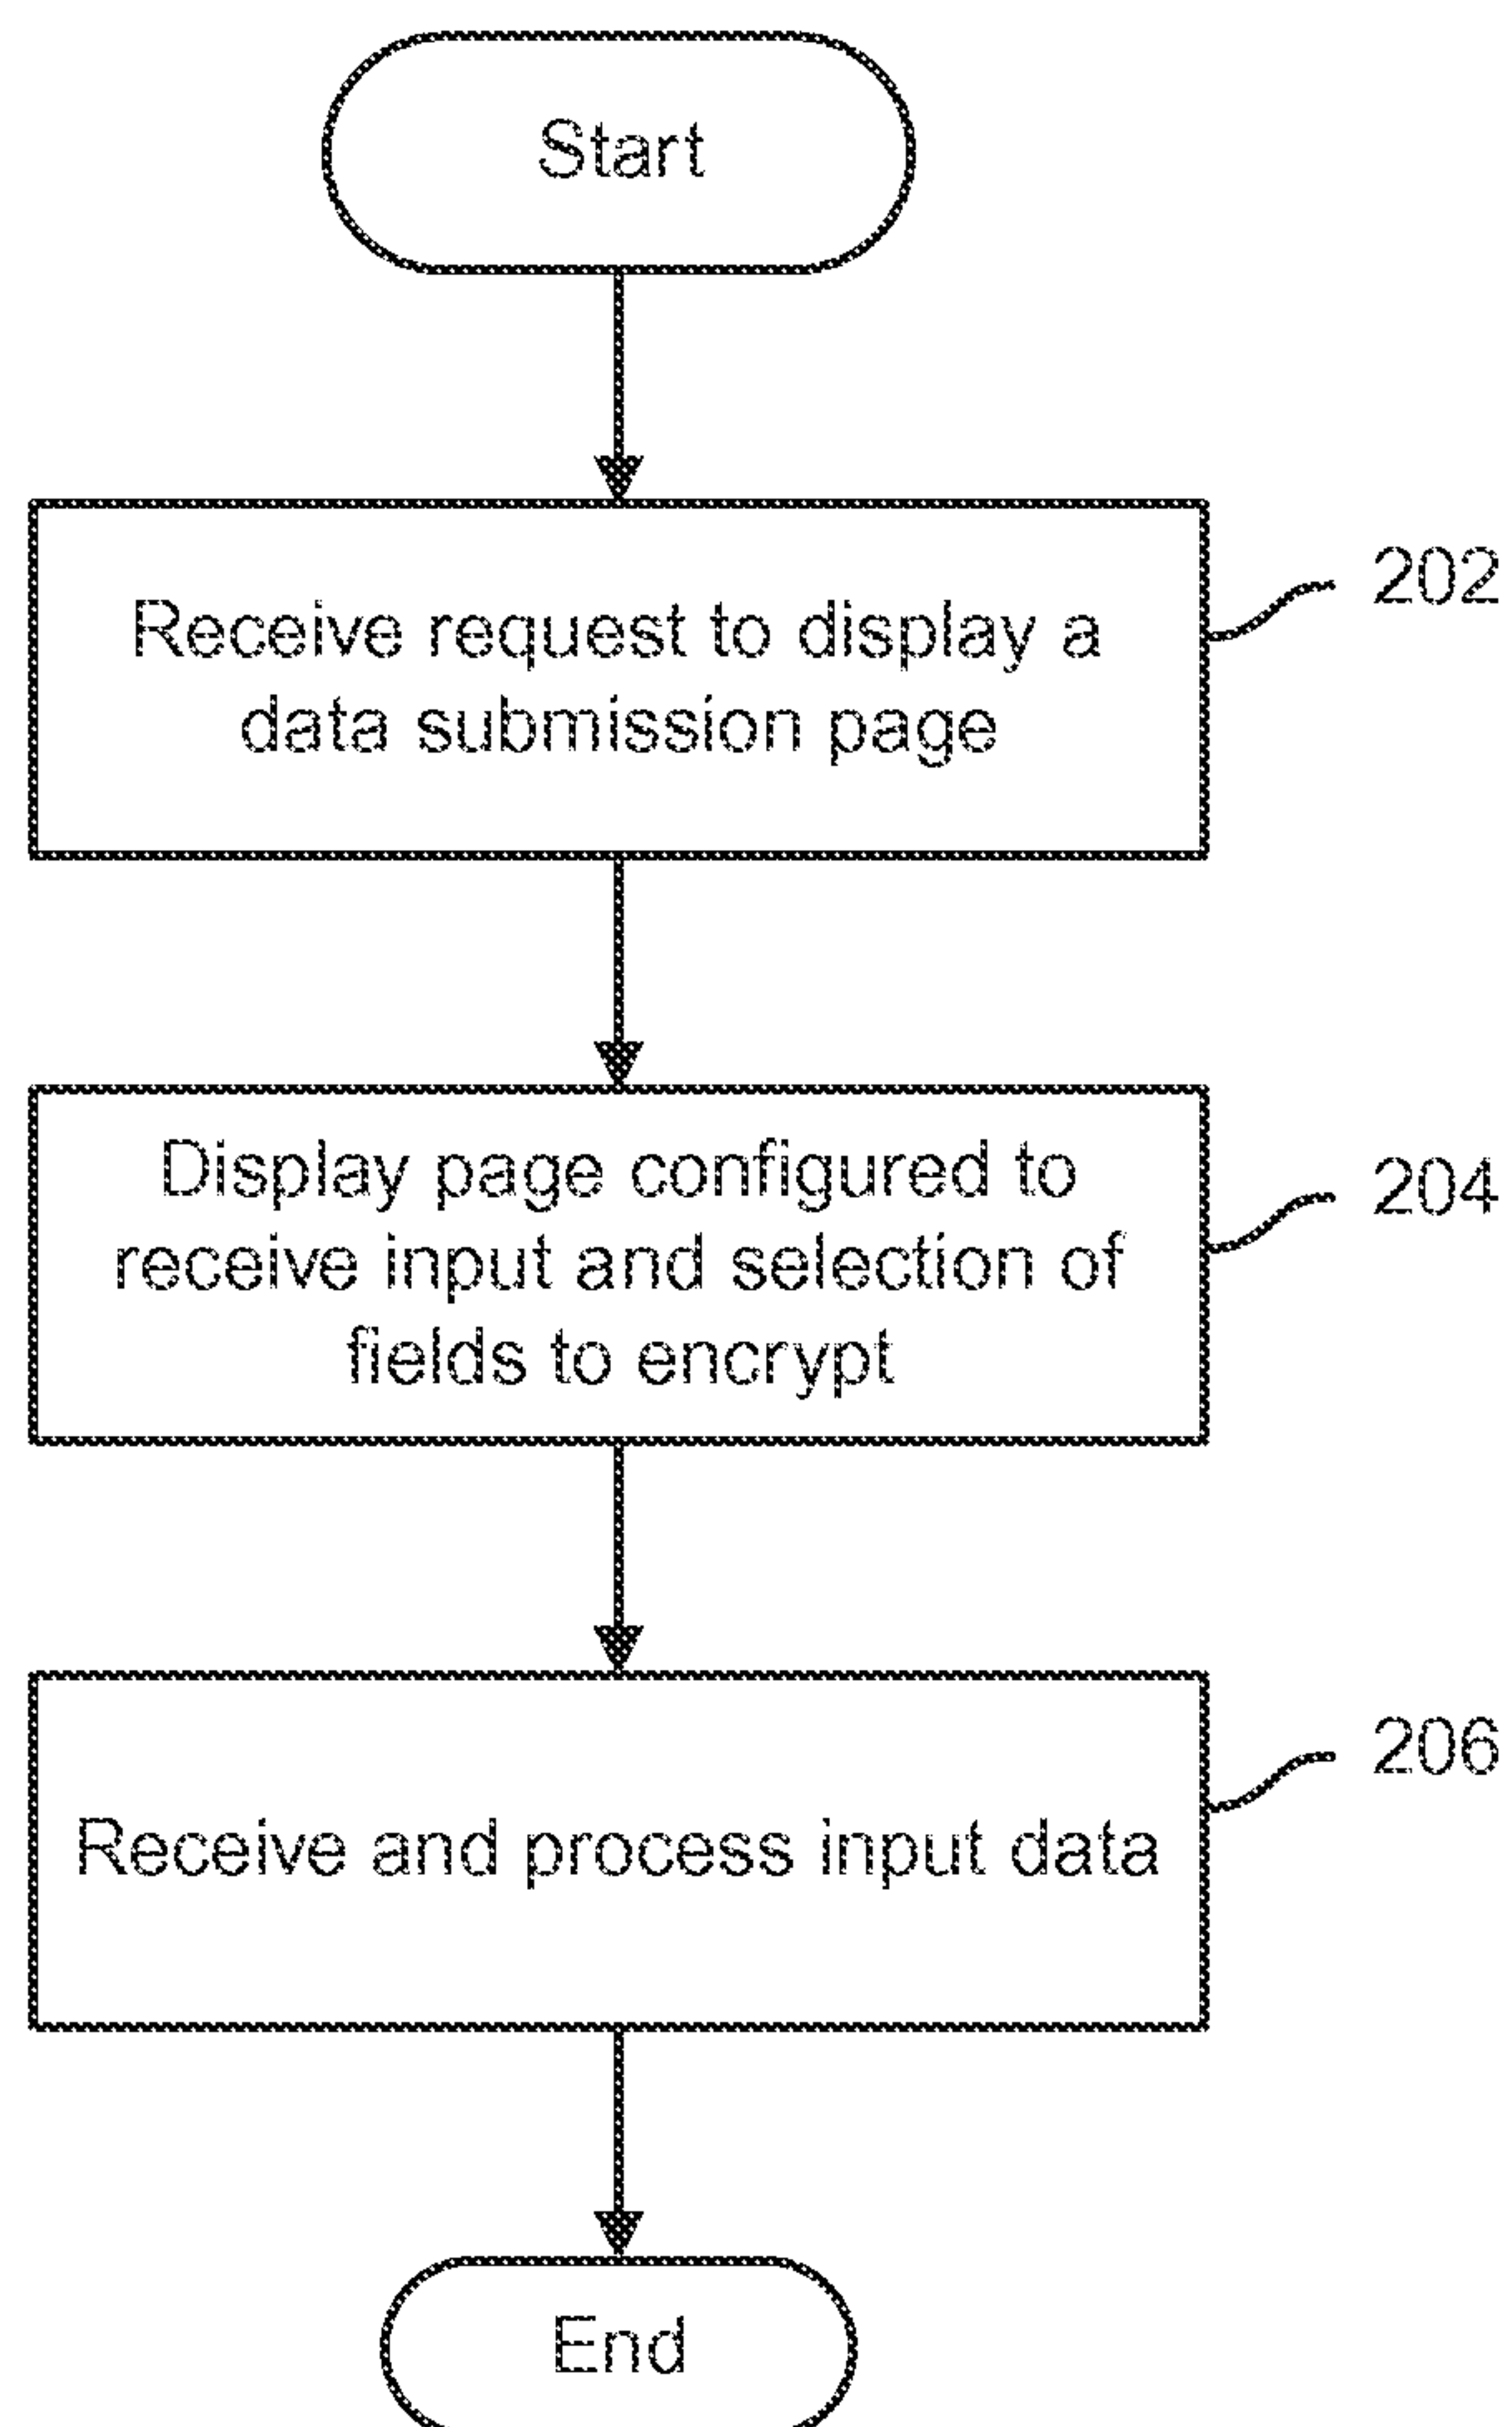 Start
Receive request to display a
data submission page
202
Display page configured to
receive input and selection of
fields to encrypt
204
Receive and process input data
206
End